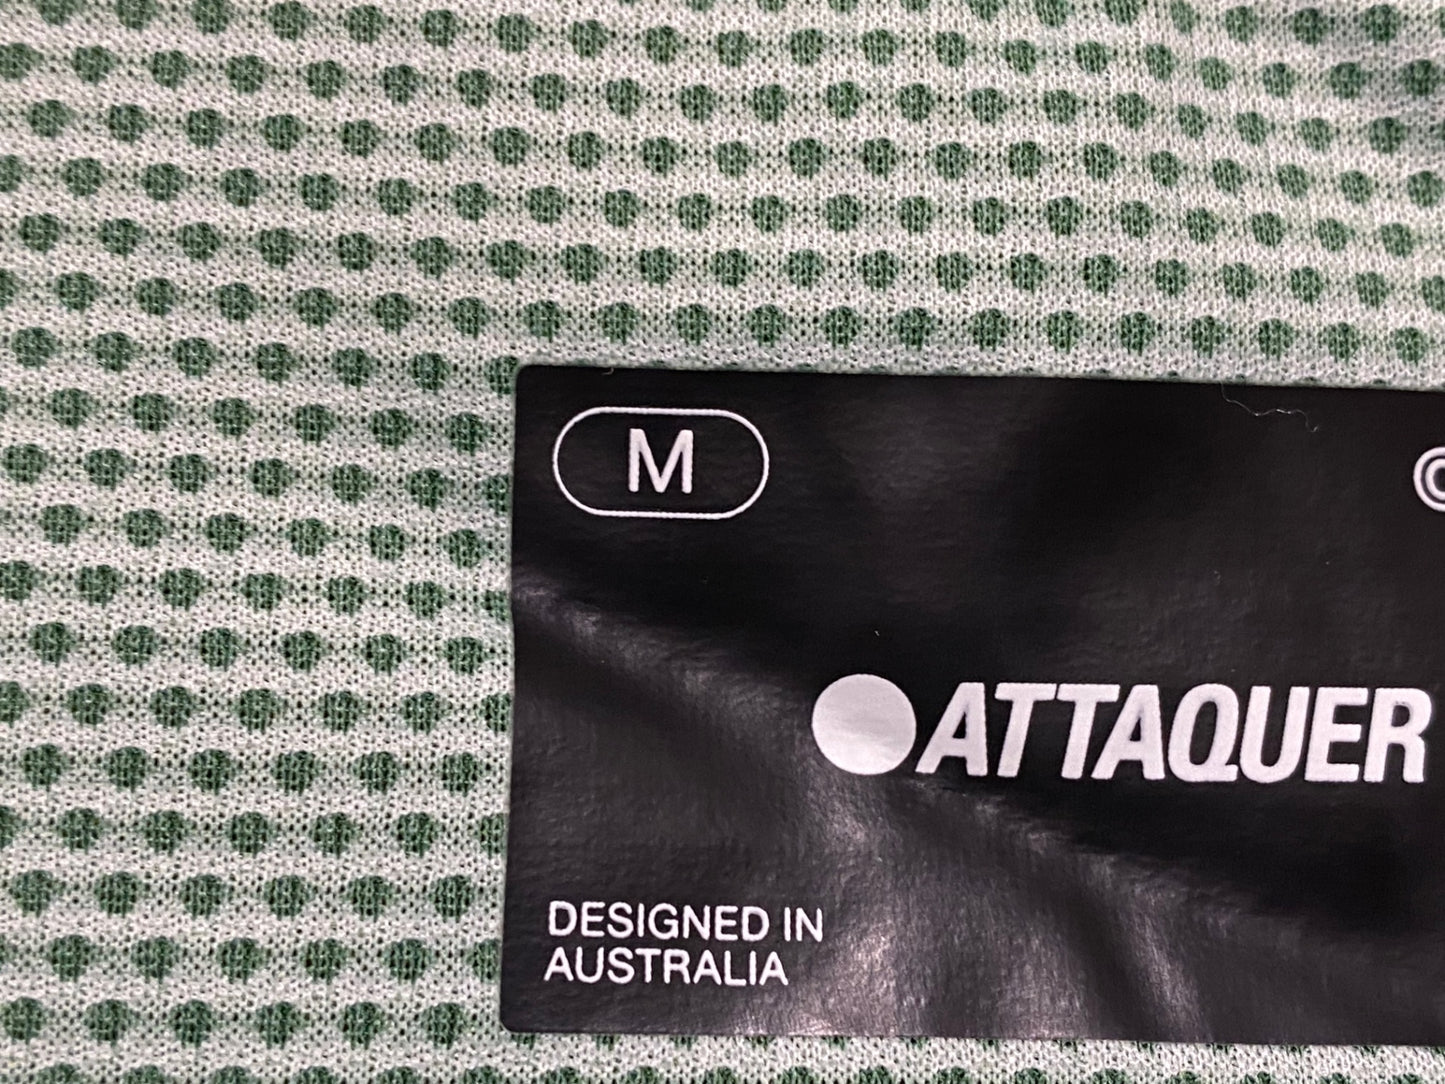 M
ATTAQUER
DESIGNED IN
AUSTRALIA